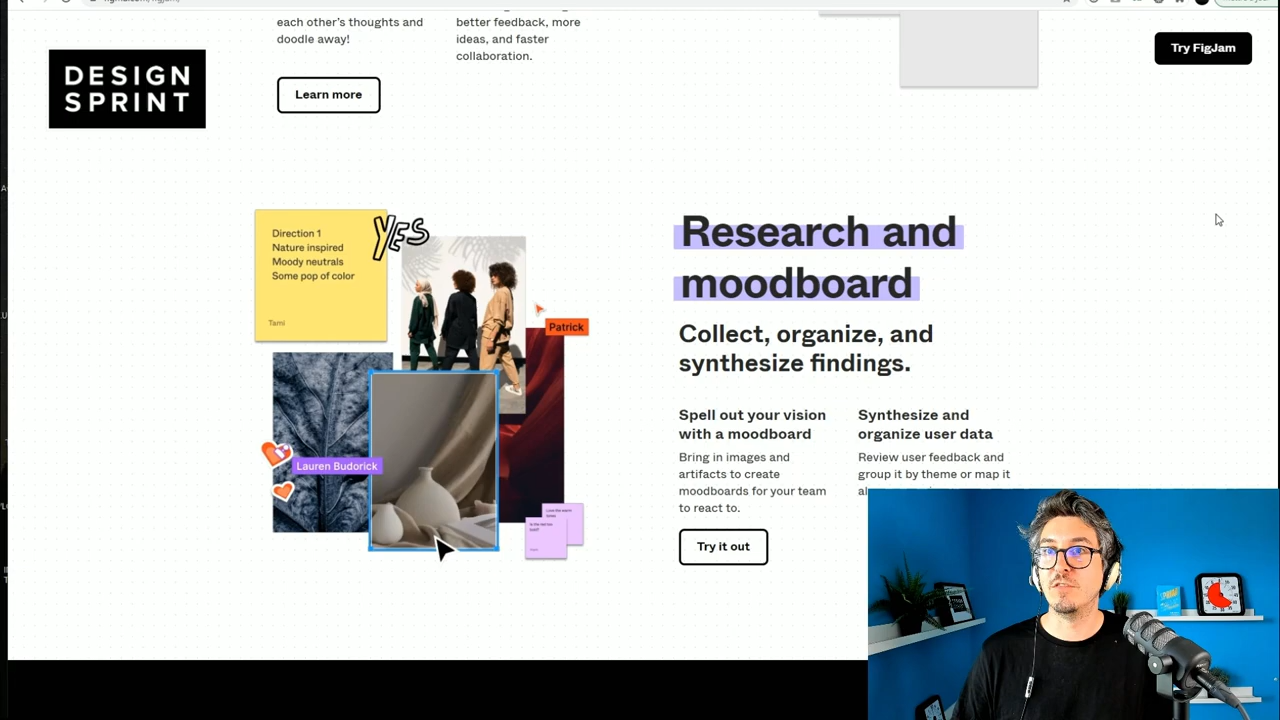 each other's thoughts and
doodle away!
better feedback, more
ideas, and faster
collaboration.
Learn more
Try FigJam
DESIGN
SPRINT
Direction 1
Nature inspired
Moody neutrals
Some pop of color
Tami
YES
Patrick
Lauren Budorick
Research and
moodboard
Collect, organize, and
synthesize findings.
Spell out your vision
with a moodboard
Bring in images and
artifacts to create
moodboards for your team
to react to.
Try it out
Synthesize and
organize user data
Review user feedback and
group it by theme or map it